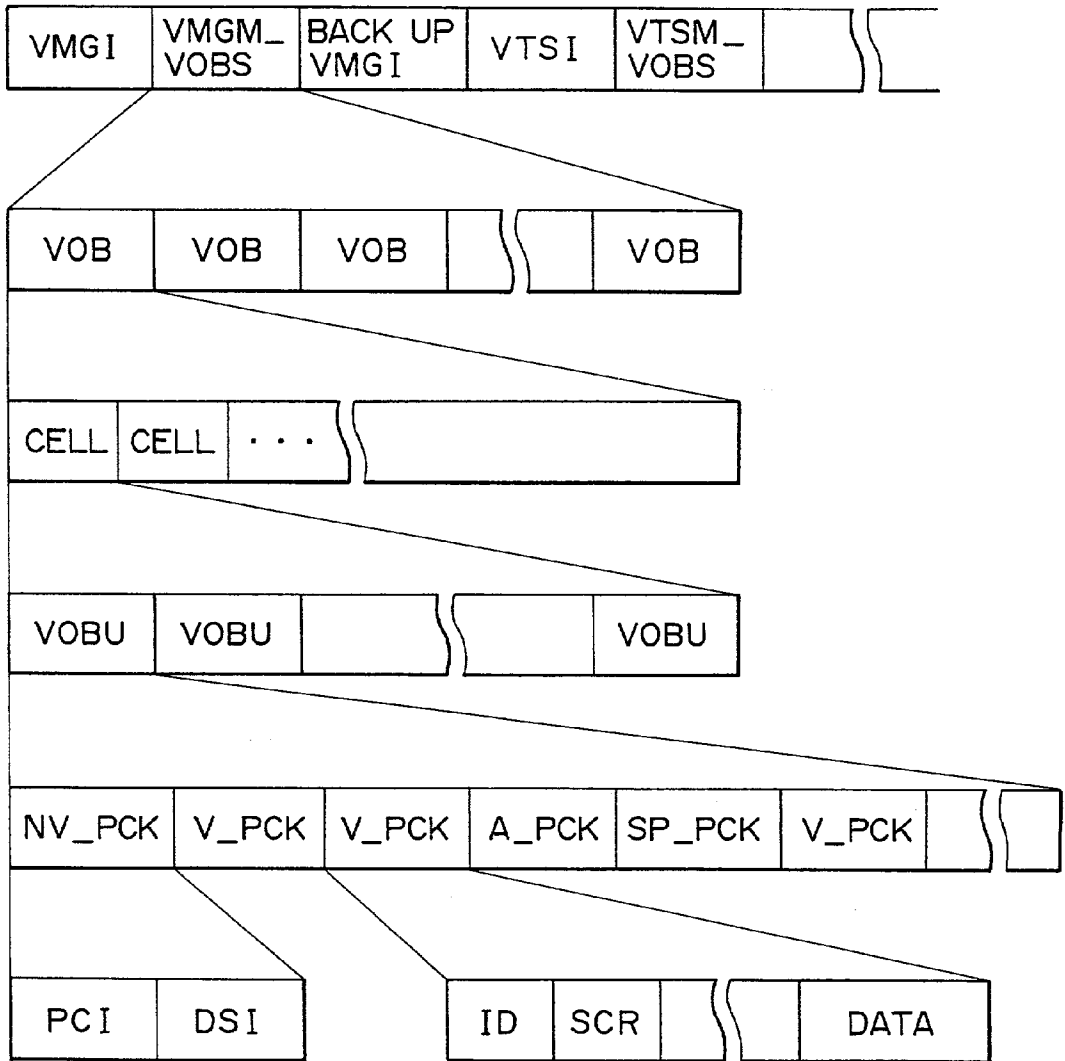 VMGI VMGM_ VOBS BACK UP VMGI VTSI VTSM_ VOBS
VOB VOB VOB VOB
CELL CELL ...
VOBU VOBU VOBU
NV_PCK V_PCK V_PCK A_PCK SP_PCK V_PCK
PCI DSI ID SCR DATA